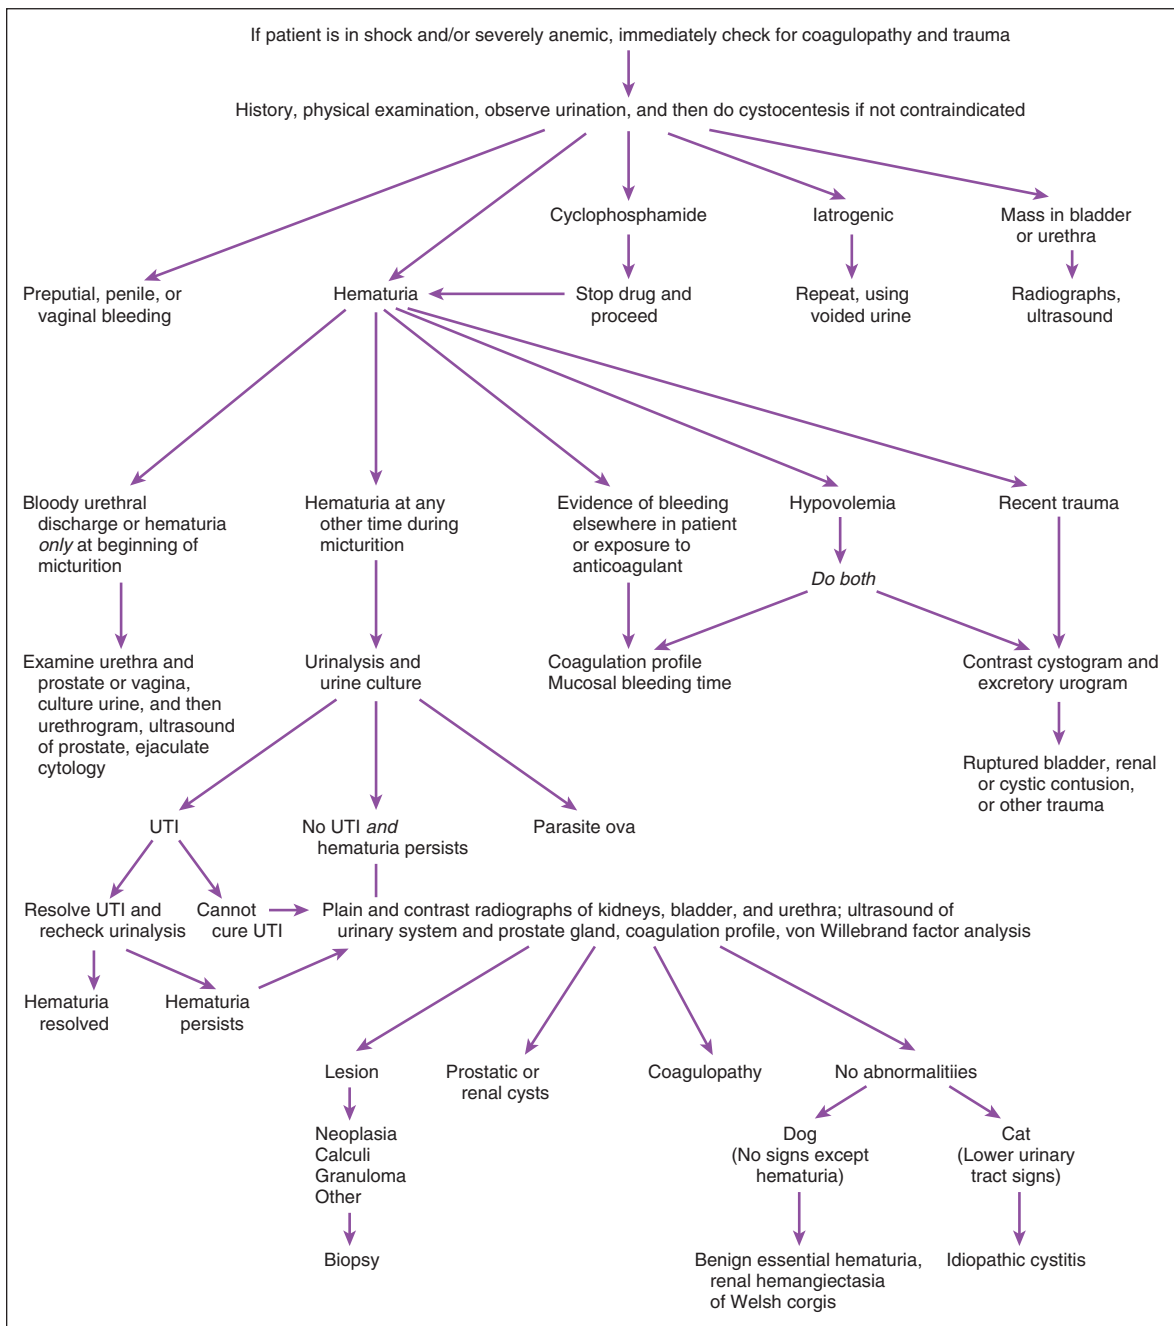 If patient is in shock and/or severely anemic, immediately check for coagulopathy and trauma
History, physical examination, observe urination, and then do cystocentesis if not contraindicated
Cyclophosphamide
Iatrogenic
Mass in bladder
or urethra
Preputial, penile, or
vaginal bleeding
Hematuria
Stop drug and
proceed
Repeat, using
voided urine
Radiographs,
ultrasound
Bloody urethral
discharge or hematuria
only at beginning of
micturition
Hematuria at any
other time during
micturition
Evidence of bleeding
elsewhere in patient
or exposure to
anticoagulant
Hypovolemia
Recent trauma
Do both
Examine urethra and
prostate or vagina,
culture urine, and then
urethrogram, ultrasound
of prostate, ejaculate
cytology
Urinalysis and
urine culture
Coagulation profile
Mucosal bleeding time
Contrast cystogram and
excretory urogram
Ruptured bladder, renal
or cystic contusion,
or other trauma
UTI
No UTI and
hematuria persists
Parasite ova
Resolve UTI and
recheck urinalysis
Cannot
cure UTI
Plain and contrast radiographs of kidneys, bladder, and urethra; ultrasound of
urinary system and prostate gland, coagulation profile, von Willebrand factor analysis
Hematuria
resolved
Hematuria
persists
Lesion
Prostatic or
renal cysts
Coagulopathy
No abnormalitiies
Neoplasia
Calculi
Granuloma
Other
Dog
(No signs except
hematuria)
Cat
(Lower urinary
tract signs)
Biopsy
Benign essential hematuria,
renal hemangiectasia
of Welsh corgis
Idiopathic cystitis